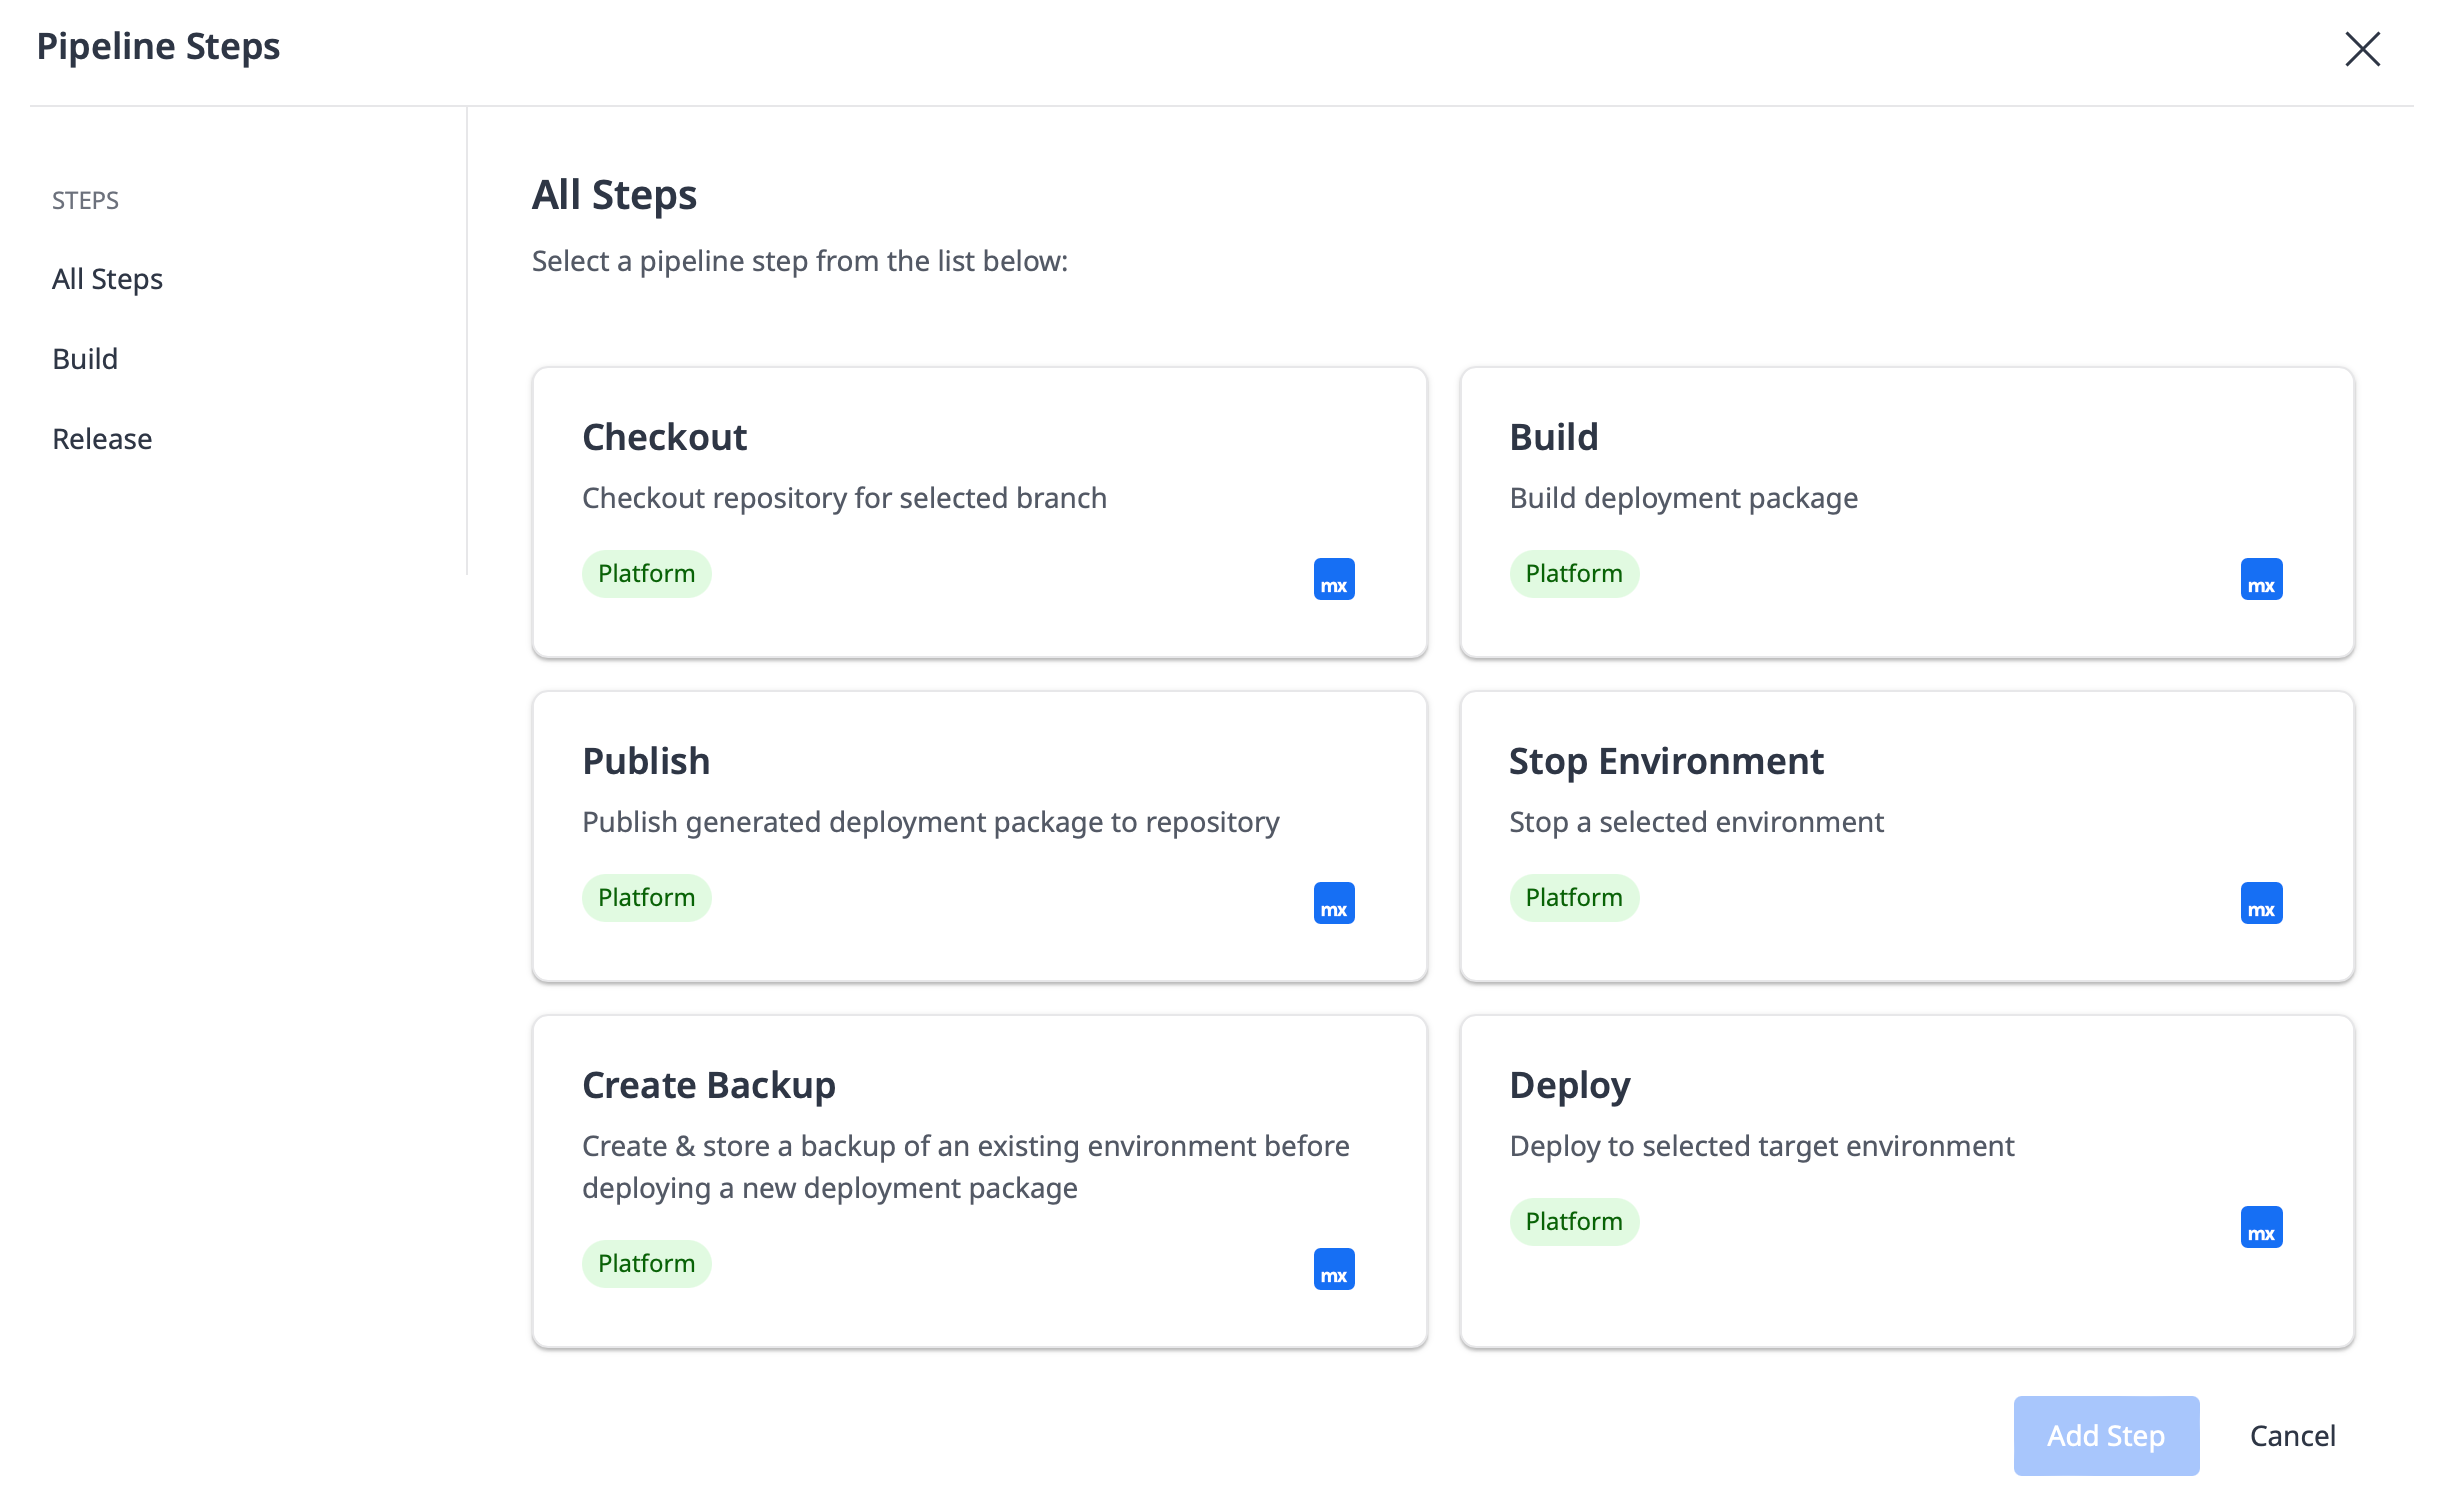 Pipeline Steps
STEPS
All Steps
Build
Release
All Steps
Select a pipeline step from the list below:
Checkout
Checkout repository for selected branch
Platform
mx
Build
Build deployment package
Platform
mx
Publish
Publish generated deployment package to repository
Platform
mx
Stop Environment
Stop a selected environment
Platform
mx
Create Backup
Create & store a backup of an existing environment before
deploying a new deployment package
Platform
mx
Deploy
Deploy to selected target environment
Platform
mx
Add Step
Cancel